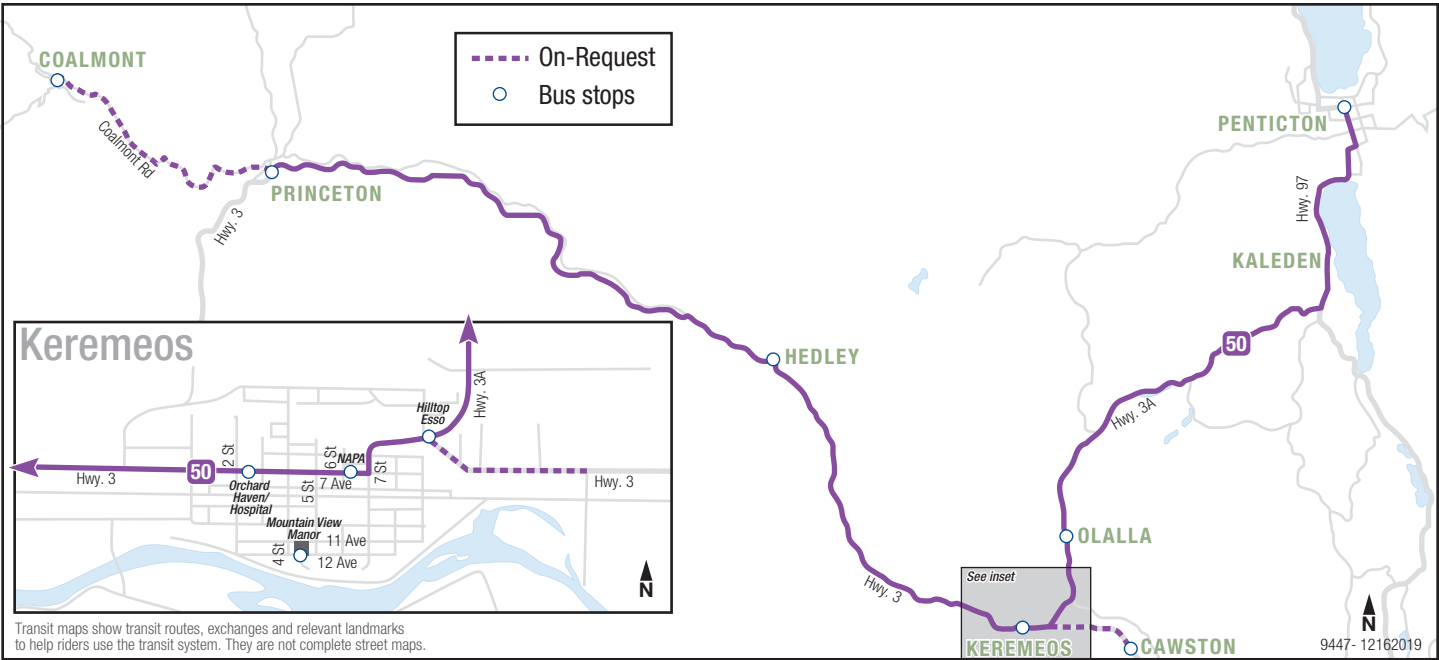 COALMONT
On-Request
Bus stops
PENTICTON
Coalmont Rd
PRINCETON
Hwy. 3
Hwy. 97
KALEDEN
50
HEDLEY
Hwy. 3A
OLALLA
Hwy. 3
See inset
KEREMEOS
CAWSTON
N
9447- 12162019
Keremeos
Hwy. 3A
Hilltop
Esso
2 St
6 St
NAPA
50
Hwy. 3
7 Ave
7 St
Hwy. 3
Orchard
Haven/
Hospital
5 St
Mountain View
Manor
11 Ave
4 St
12 Ave
N
Transit maps show transit routes, exchanges and relevant landmarks
to help riders use the transit system. They are not complete street maps.